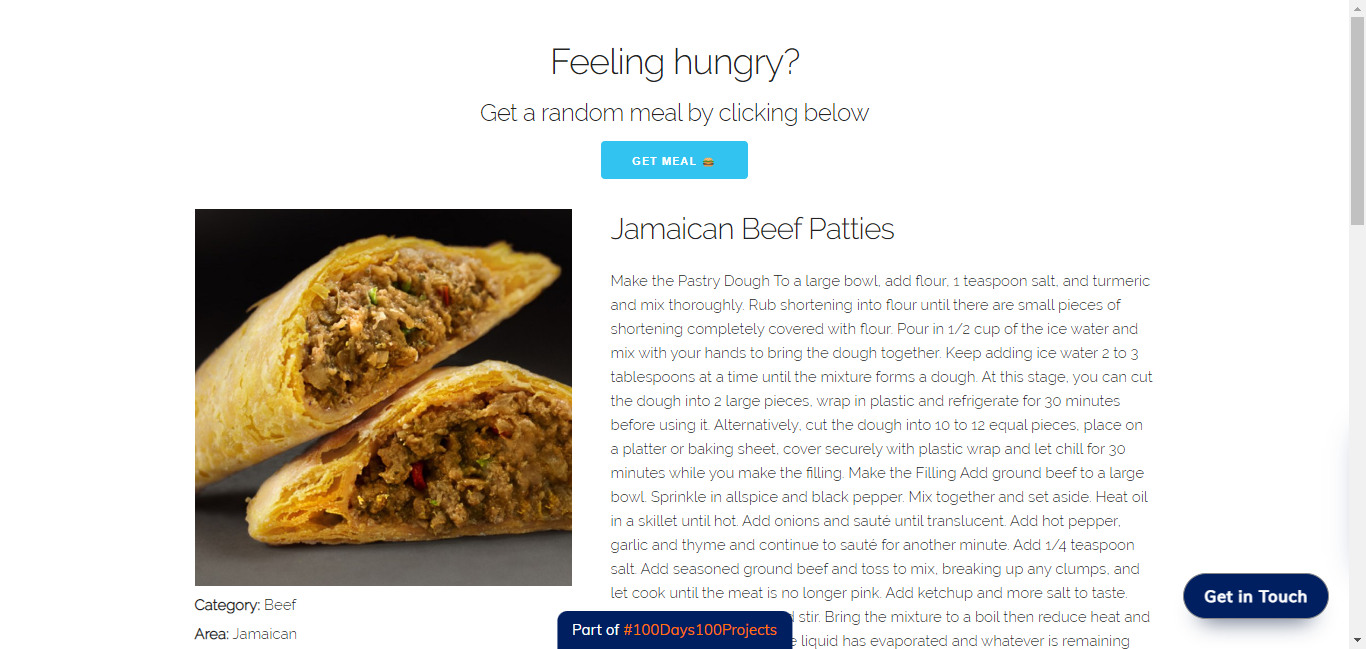 Feeling hungry?
Get a random meal by clicking below
GET MEAL 🍔
Jamaican Beef Patties
Make the Pastry Dough To a large bowl, add flour, 1 teaspoon salt, and turmeric
and mix thoroughly. Rub shortening into flour until there are small pieces of
shortening completely covered with flour. Pour in 1/2 cup of the ice water and
mix with your hands to bring the dough together. Keep adding ice water 2 to 3
tablespoons at a time until the mixture forms a dough. At this stage, you can cut
the dough into 2 large pieces, wrap in plastic and refrigerate for 30 minutes
before using it. Alternatively, cut the dough into 10 to 12 equal pieces, place on
a platter or baking sheet, cover securely with plastic wrap and let chill for 30
minutes while you make the filling. Make the Filling Add ground beef to a large
bowl. Sprinkle in allspice and black pepper. Mix together and set aside. Heat oil
in a skillet until hot. Add onions and sauté until translucent. Add hot pepper,
garlic and thyme and continue to sauté for another minute. Add 1/4 teaspoon
salt. Add seasoned ground beef and toss to mix, breaking up any clumps, and
let cook until the meat is no longer pink. Add ketchup and more salt to taste.
stir. Bring the mixture to a boil then reduce heat and
liquid has evaporated and whatever is remaining
Category: Beef
Area: Jamaican
Part of #100Days100Projects
Get in Touch